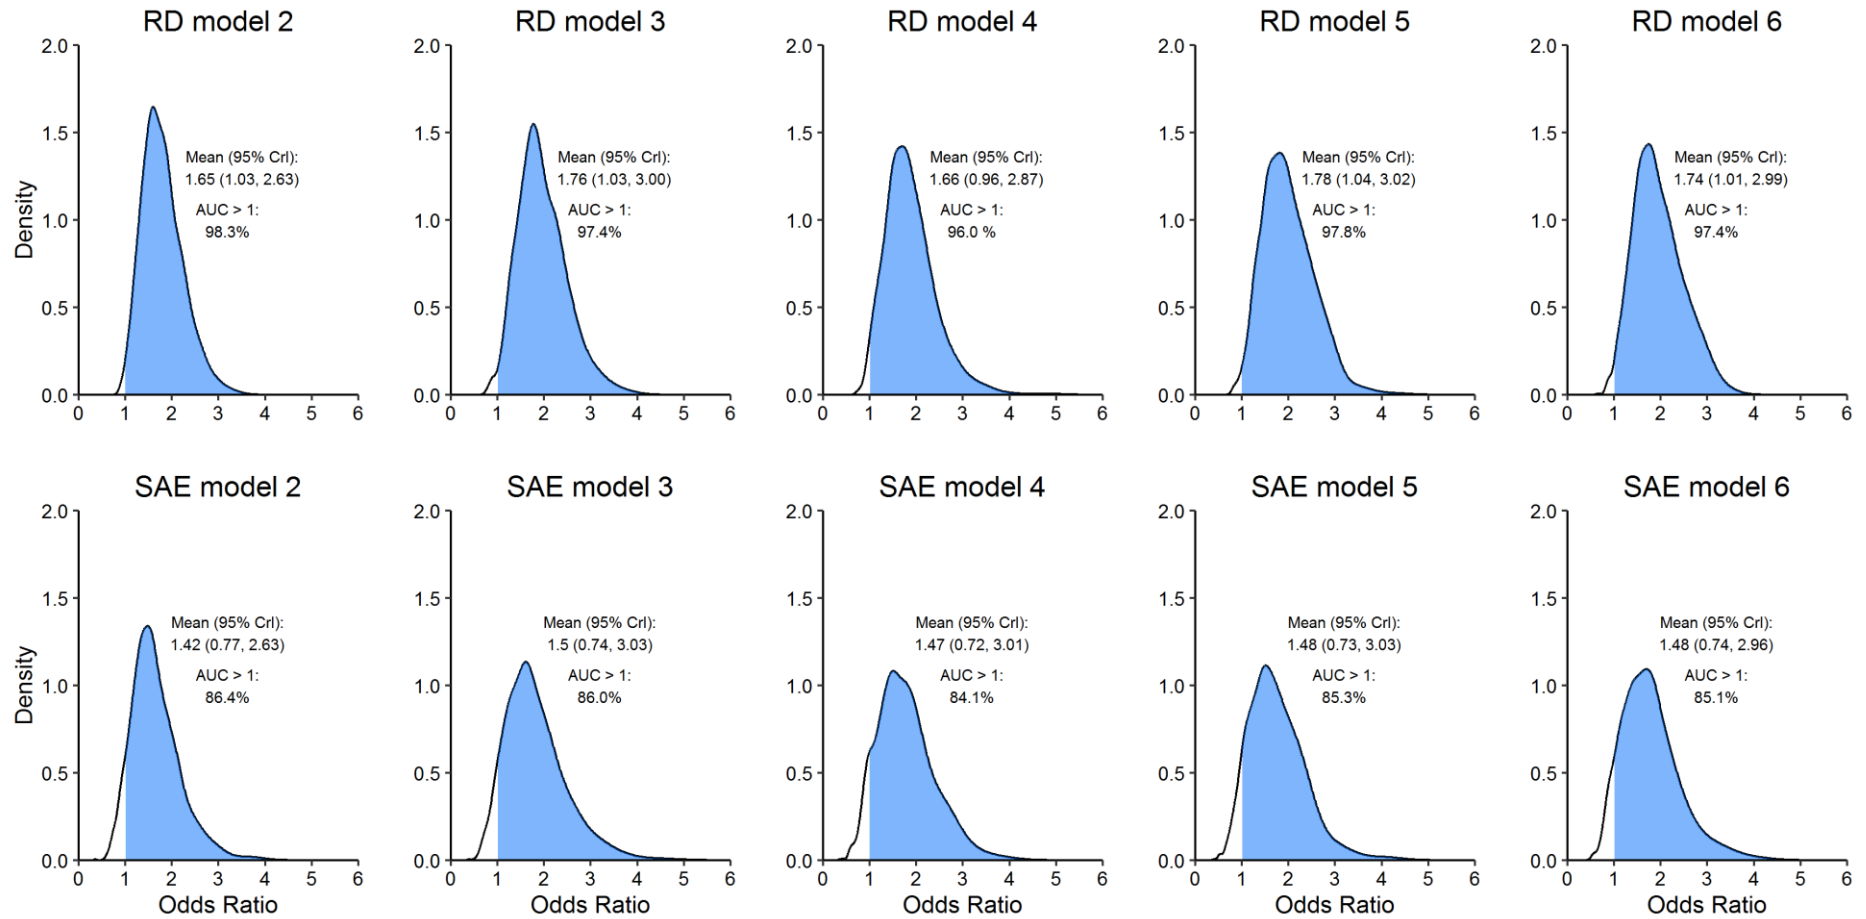 RD model 2
RD model 3
RD model 4
RD model 5
RD model 6
Density
2.0
1.5
1.0
0.5
0.0
0 1 2 3 4 5 6
Mean (95% CrI):
1.65 (1.03, 2.63)
AUC > 1:
98.3%
2.0
1.5
1.0
0.5
0.0
0 1 2 3 4 5 6
Mean (95% CrI):
1.76 (1.03, 3.00)
AUC > 1:
97.4%
2.0
1.5
1.0
0.5
0.0
0 1 2 3 4 5 6
Mean (95% CrI):
1.66 (0.96, 2.87)
AUC > 1:
96.0 %
2.0
1.5
1.0
0.5
0.0
0 1 2 3 4 5 6
Mean (95% CrI):
1.78 (1.04, 3.02)
AUC > 1:
97.8%
2.0
1.5
1.0
0.5
0.0
0 1 2 3 4 5 6
Mean (95% CrI):
1.74 (1.01, 2.99)
AUC > 1:
97.4%
SAE model 2
SAE model 3
SAE model 4
SAE model 5
SAE model 6
Density
2.0
1.5
1.0
0.5
0.0
0 1 2 3 4 5 6
Mean (95% CrI):
1.42 (0.77, 2.63)
AUC > 1:
86.4%
Odds Ratio
2.0
1.5
1.0
0.5
0.0
0 1 2 3 4 5 6
Mean (95% CrI):
1.5 (0.74, 3.03)
AUC > 1:
86.0%
Odds Ratio
2.0
1.5
1.0
0.5
0.0
0 1 2 3 4 5 6
Mean (95% CrI):
1.47 (0.72, 3.01)
AUC > 1:
84.1%
Odds Ratio
2.0
1.5
1.0
0.5
0.0
0 1 2 3 4 5 6
Mean (95% CrI):
1.48 (0.73, 3.03)
AUC > 1:
85.3%
Odds Ratio
2.0
1.5
1.0
0.5
0.0
0 1 2 3 4 5 6
Mean (95% CrI):
1.48 (0.74, 2.96)
AUC > 1:
85.1%
Odds Ratio